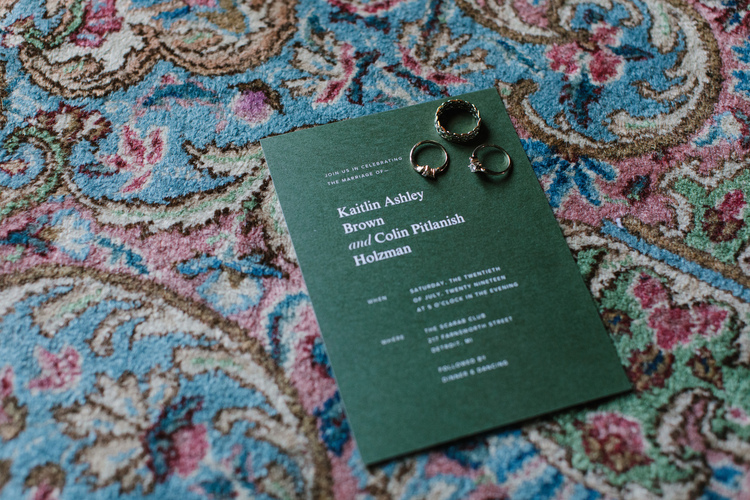 JOIN US IN CELEBRATING
THE MARRIAGE OF—
Kaitlin Ashley
Brown
and Colin Pitlanish
Holzman
WHEN
SATURDAY, THE TWENTIETH
OF JULY, TWENTY NINETEEN
AT 5 O'CLOCK IN THE EVENING
WHERE
THE SCARAB CLUB
217 FARNSWORTH STREET
DETROIT, MI
FOLLOWED BY
DINNER & DANCING